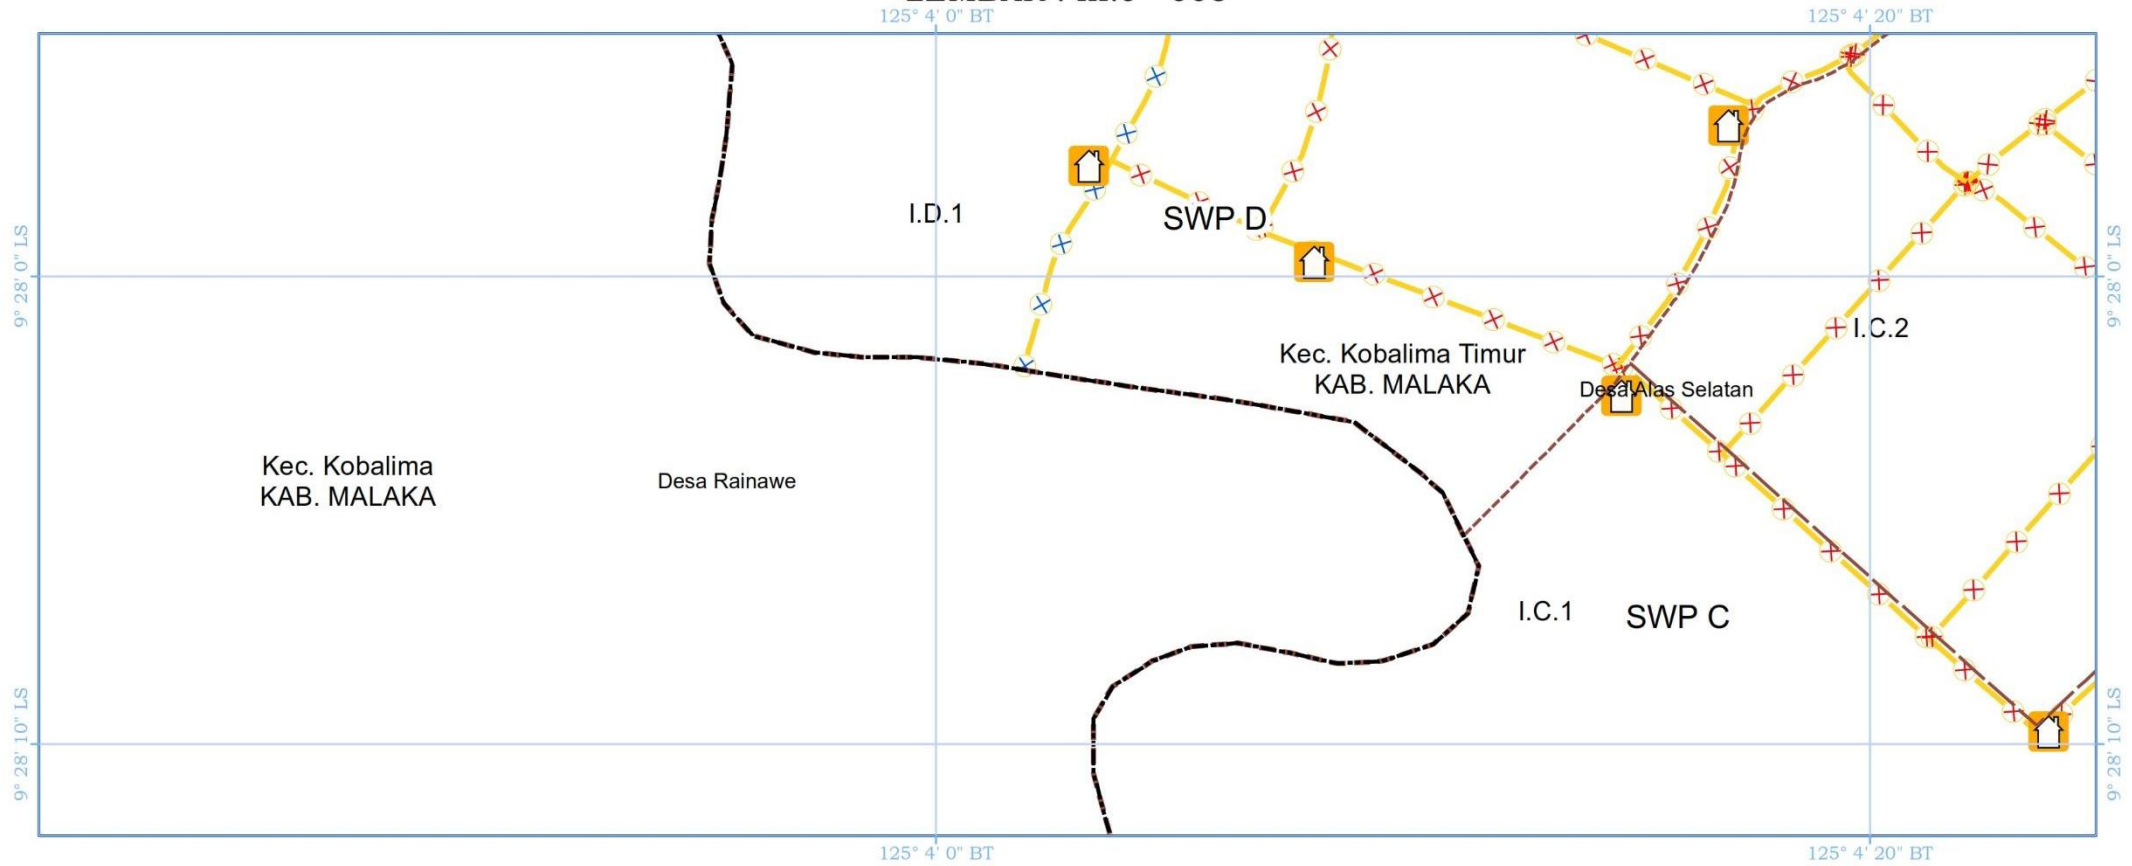 125° 4' 0" BT
125° 4' 20" BT
I.D.1
SWP D
9° 28' 0" LS
9° 28' 0" LS
I.C.2
Kec. Kobalima Timur
KAB. MALAKA
Desa Alas Selatan
Kec. Kobalima
KAB. MALAKA
Desa Rainawe
I.C.1
SWP C
9° 28' 10" LS
9° 28' 10" LS
125° 4' 0" BT
125° 4' 20" BT